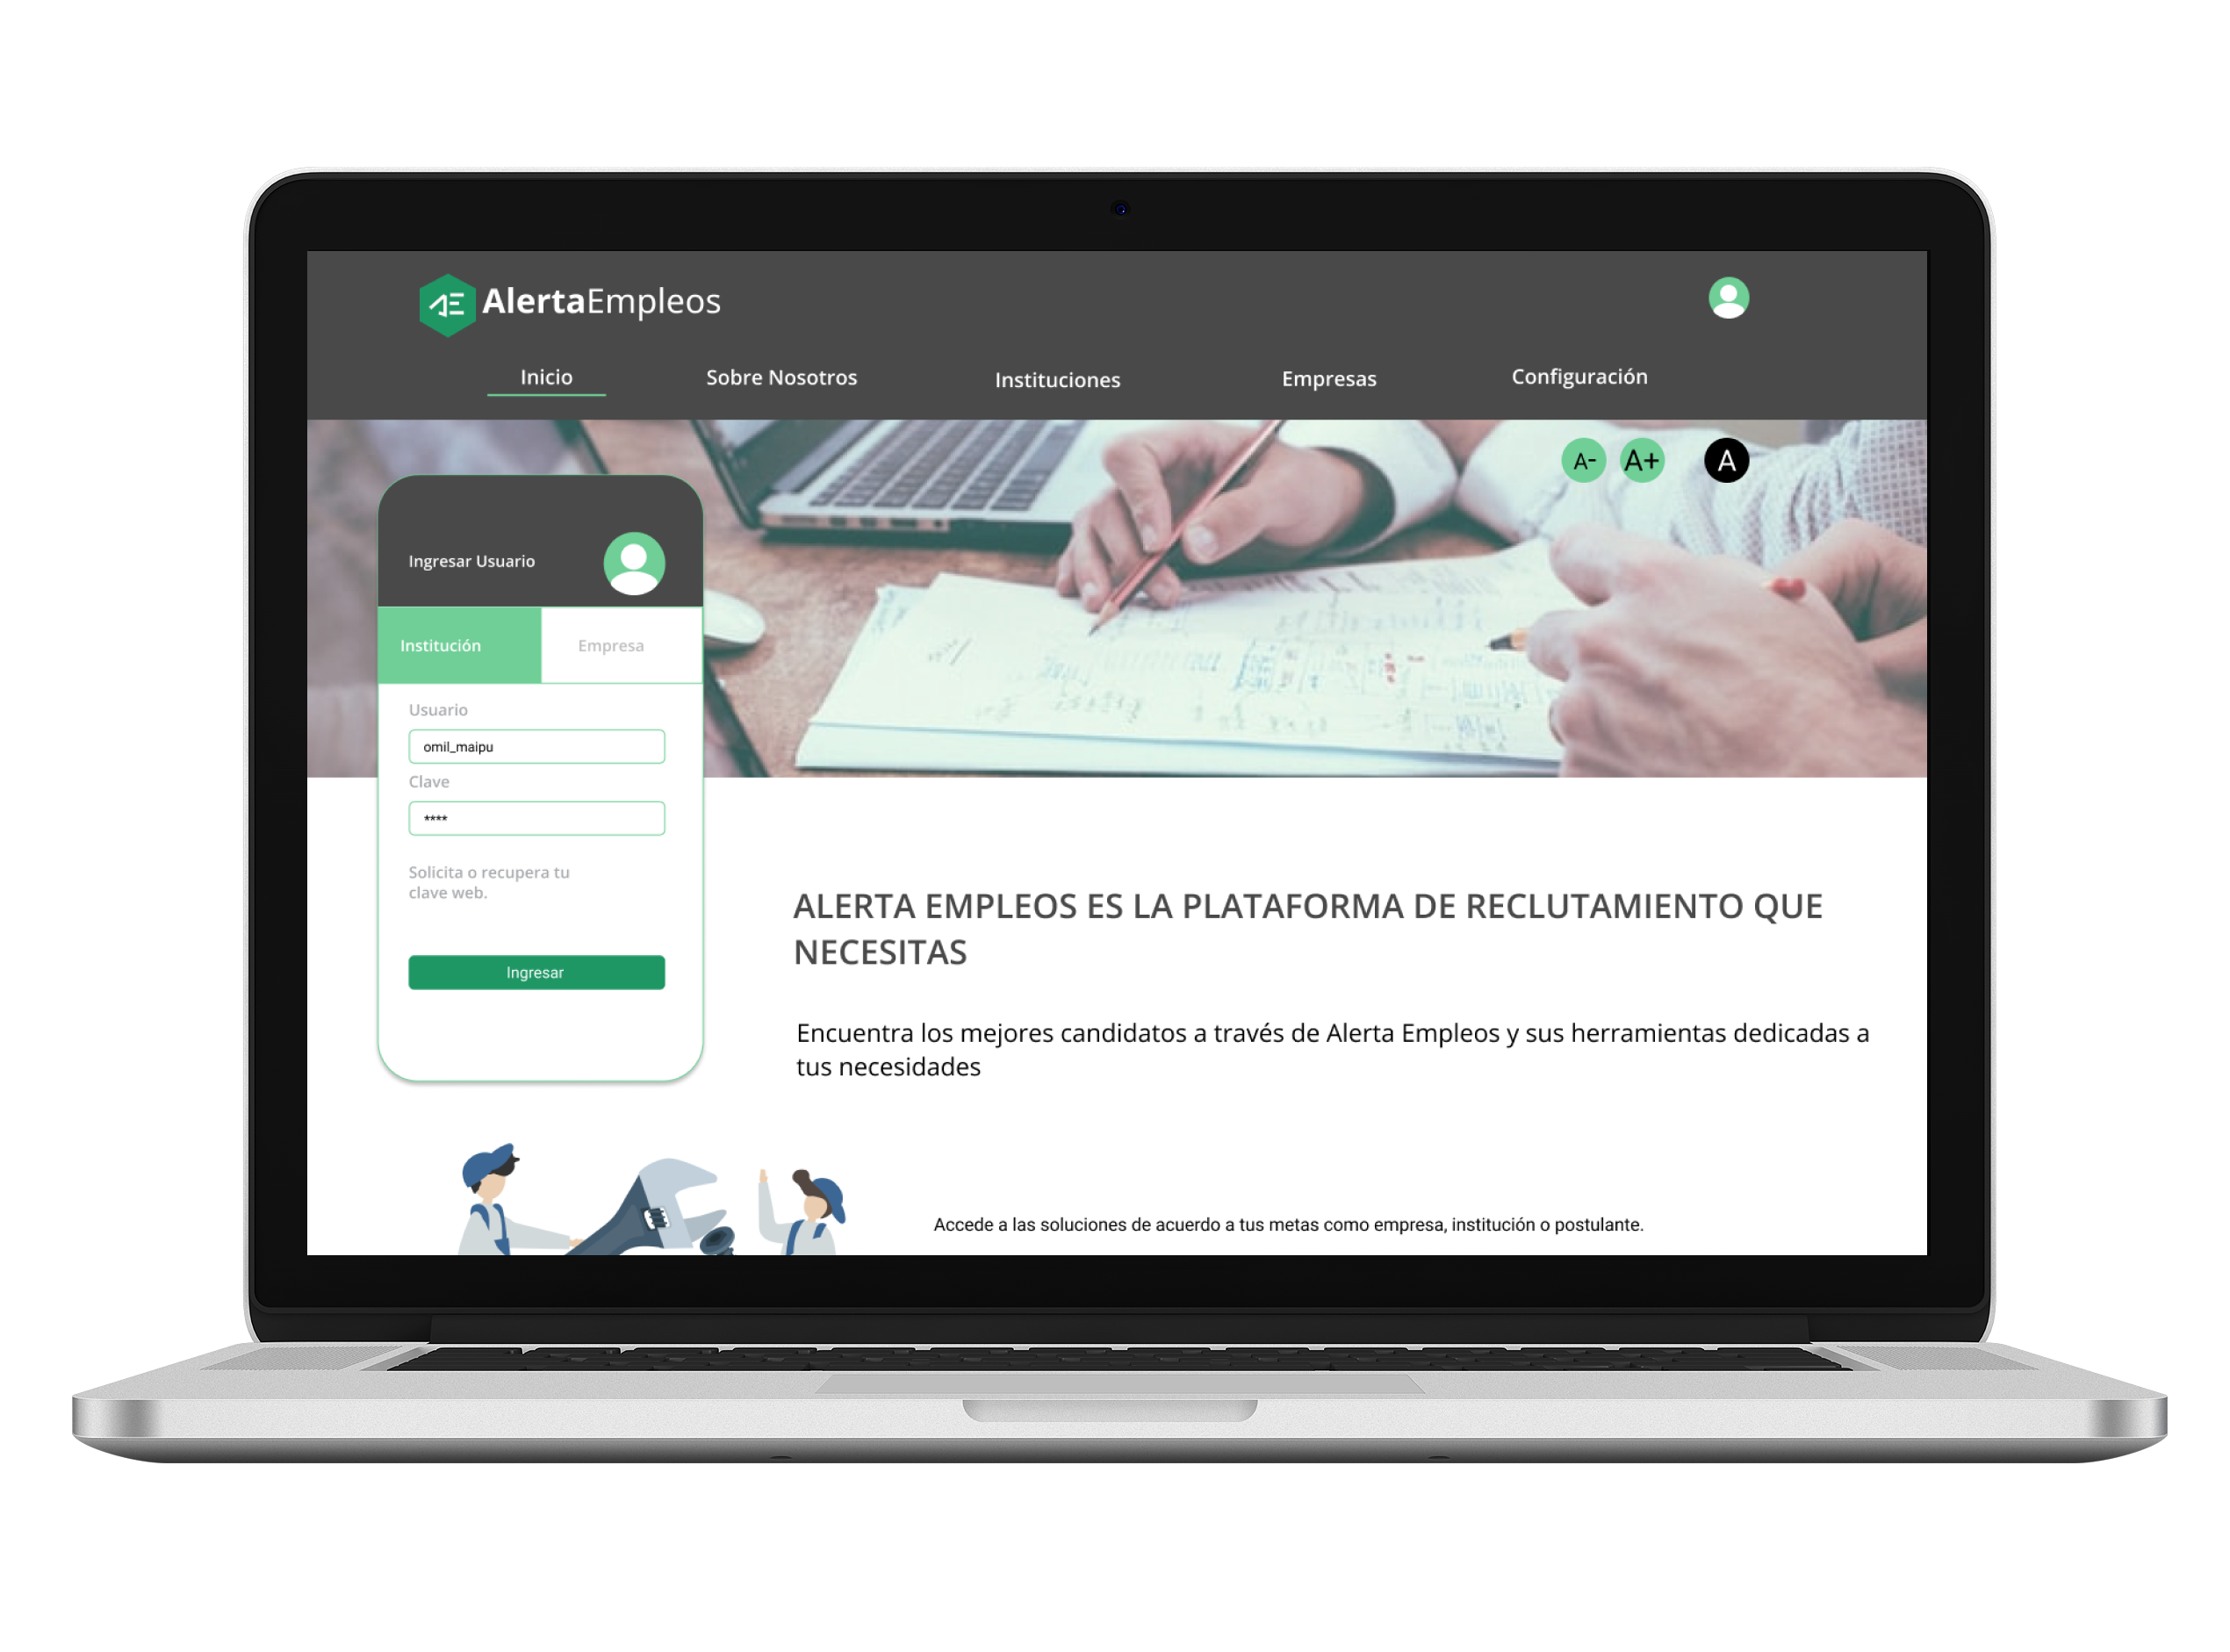 AlertaEmpleos
Inicio
Sobre Nosotros
Instituciones
Empresas
Configuración
A-
A+
A
Ingresar Usuario
Institución
Empresa
Usuario
omil_maipu
Clave
****
Solicita o recupera tu
clave web.
Ingresar
ALERTA EMPLEOS ES LA PLATAFORMA DE RECLUTAMIENTO QUE
NECESITAS
Encuentra los mejores candidatos a través de Alerta Empleos y sus herramientas dedicadas a
tus necesidades
Accede a las soluciones de acuerdo a tus metas como empresa, institución o postulante.